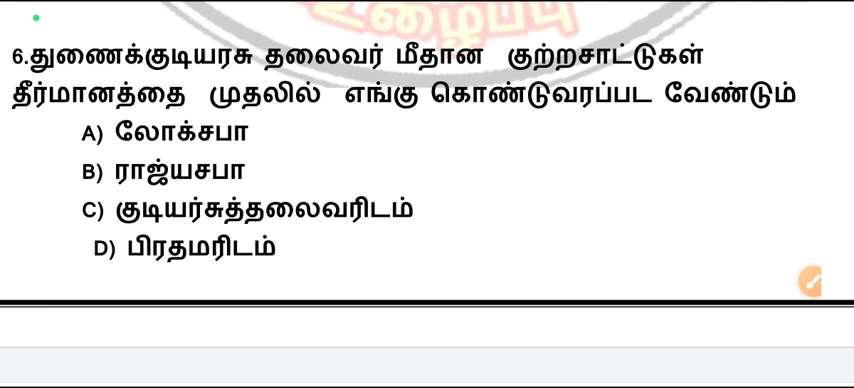 உழைப்பு
6.துணைக்குடியரசு தலைவர் மீதான குற்றசாட்டுகள்
தீர்மானத்தை முதலில் எங்கு கொண்டுவரப்பட வேண்டும்
A) லோக்சபா
B) ராஜ்யசபா
C) குடியர்சுத்தலைவரிடம்
D) பிரதமரிடம்